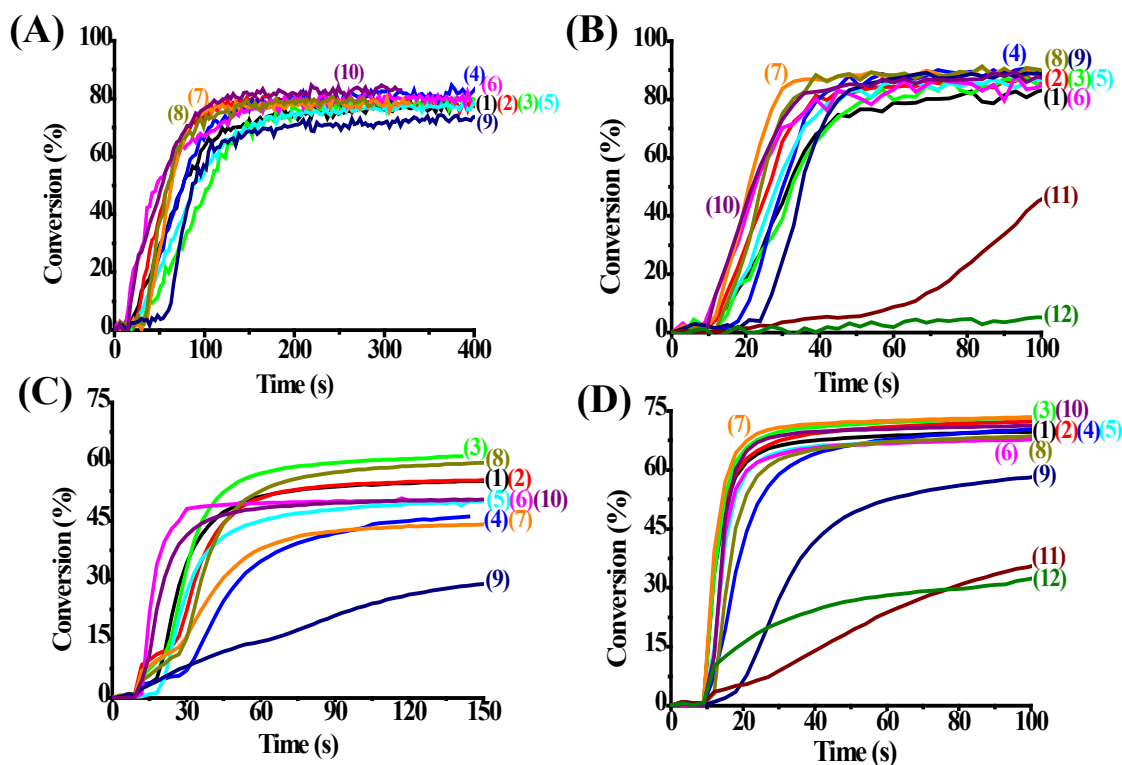 (A)
100
80
60
40
20
0
Conversion (%)
(10)
(4)
(6)
(7)
(8)
(1) (2) (3) (5)
(9)
0 100 200 300 400
Time (s)
(B)
100
80
60
40
20
0
Conversion (%)
(4)
(8) (9)
(7)
(2) (3) (5)
(1) (6)
(10)
(11)
(12)
0 20 40 60 80 100
Time (s)
(C)
75
60
45
30
15
0
Conversion (%)
(3)
(8)
(1) (2)
(5) (6) (10)
(4) (7)
(9)
0 30 60 90 120 150
Time (s)
(D)
75
60
45
30
15
0
Conversion (%)
(7)
(3) (10)
(1) (2) (4) (5)
(6) (8)
(9)
(11)
(12)
0 20 40 60 80 100
Time (s)